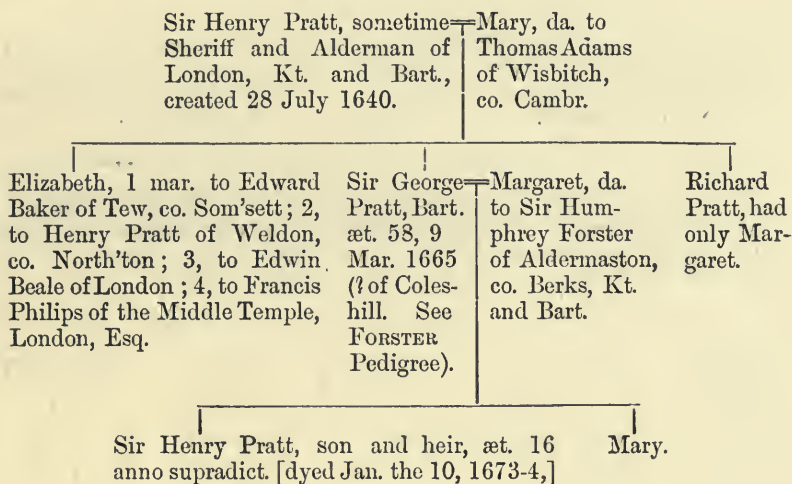 Sir Henry Pratt, sometime
Sheriff and Alderman of
London, Kt. and Bart.,
created 28 July 1640.
Mary, da. to
Thomas Adams
of Wisbitch,
co. Cambr.
Elizabeth, 1 mar. to Edward
Baker of Tew, co. Som'sett; 2,
to Henry Pratt of Weldon,
co. North'ton; 3, to Edwin
Beale of London; 4, to Francis
Philips of the Middle Temple,
London, Esq.
Sir George
Pratt, Bart.
æt. 58, 9
Mar. 1665
(? of Coles-
hill. See
FORSTER
Pedigree).
Margaret, da.
to Sir Hum-
phrey Forster
of Aldermaston,
co. Berks, Kt.
and Bart.
Richard
Pratt, had
only Mar-
garet.
Sir Henry Pratt, son and heir, æt. 16
anno supradict. [dyed Jan. the 10, 1673-4,]
Mary.